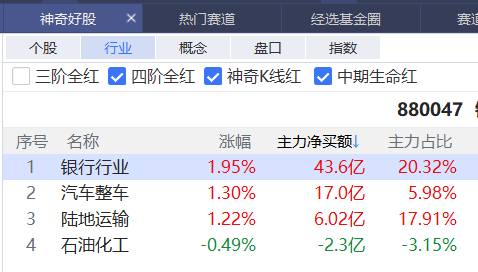 神奇好股 × 热门赛道 经选基金圈 赛道
个股 行业 概念 盘口 指数
三阶全红 四阶全红 神奇K线红 中期生命红
880047
序号 名称 涨幅 主力净买额↓ 主力占比
1 银行行业 1.95% 43.6亿 20.32%
2 汽车整车 1.30% 17.0亿 5.98%
3 陆地运输 1.22% 6.02亿 17.91%
4 石油化工 -0.49% -2.3亿 -3.15%